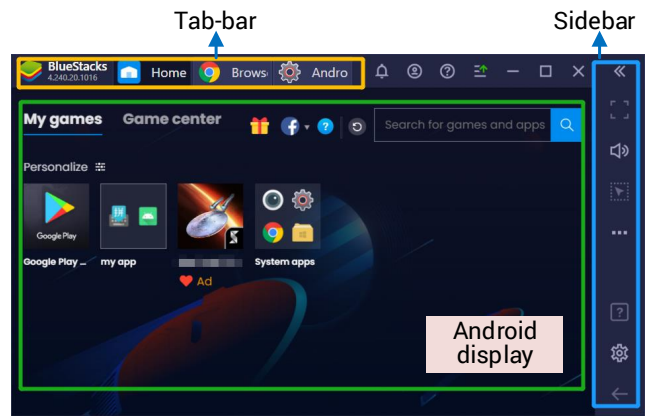 Tab-bar
Sidebar
BlueStacks
4.240.20.1016
Home
Brows
Andro
My games
Game center
Search for games and apps
Personalize
Google Play
Google Play ...
my app
System apps
Ad
Android
display